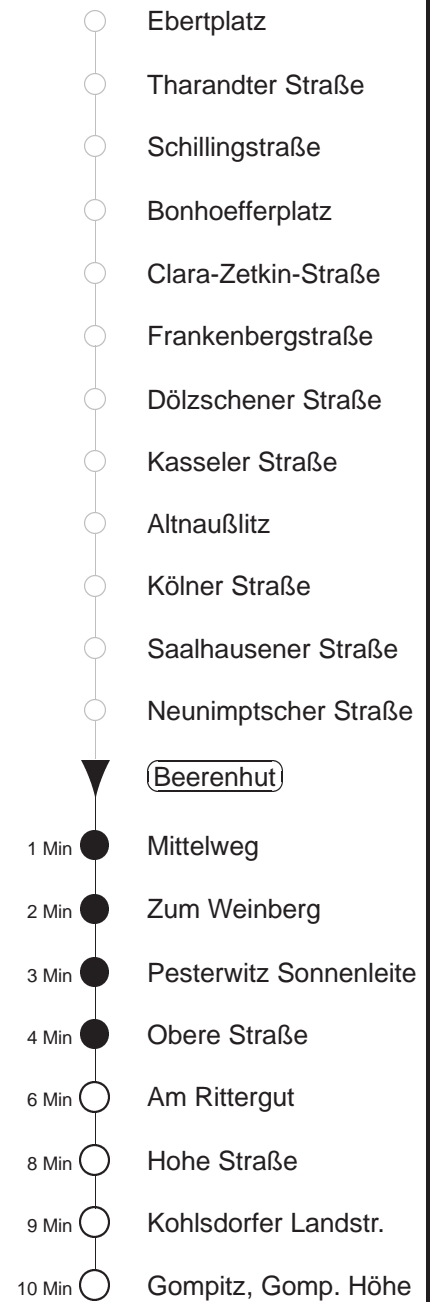 Ebertplatz
Tharandter Straße
Schillingstraße
Bonhoefferplatz
Clara-Zetkin-Straße
Frankenbergstraße
Dölzschener Straße
Kasseler Straße
Altnaußlitz
Kölner Straße
Saalhausener Straße
Neunimptscher Straße
Beerenhut
1 Min Mittelweg
2 Min Zum Weinberg
3 Min Pesterwitz Sonnenleite
4 Min Obere Straße
6 Min Am Rittergut
8 Min Hohe Straße
9 Min Kohlsdorfer Landstr.
10 Min Gompitz, Gomp. Höhe